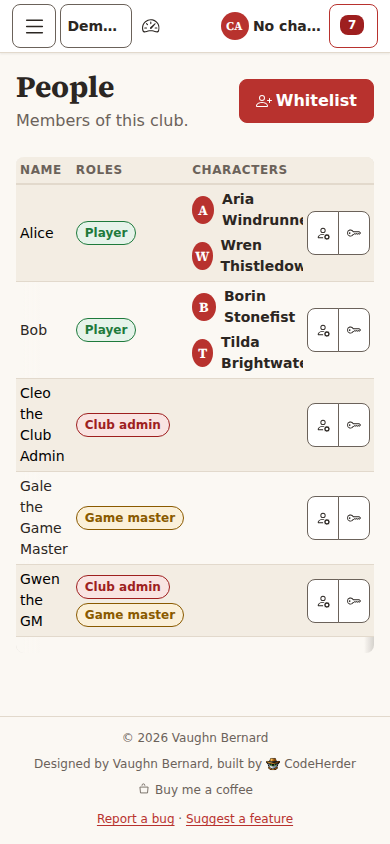 Dem…
CA No cha…
7
People
Members of this club.
Whitelist
NAME ROLES CHARACTERS
Alice
Player
A Aria
Windrunn
W Wren
Thistledow
Bob
Player
B Borin
Stonefist
T Tilda
Brightwate
Cleo
the
Club
Admin
Club admin
Gale
the
Game
Master
Game master
Gwen
the
GM
Club admin
Game master
© 2026 Vaughn Bernard
Designed by Vaughn Bernard, built by CodeHerder
Buy me a coffee
Report a bug · Suggest a feature